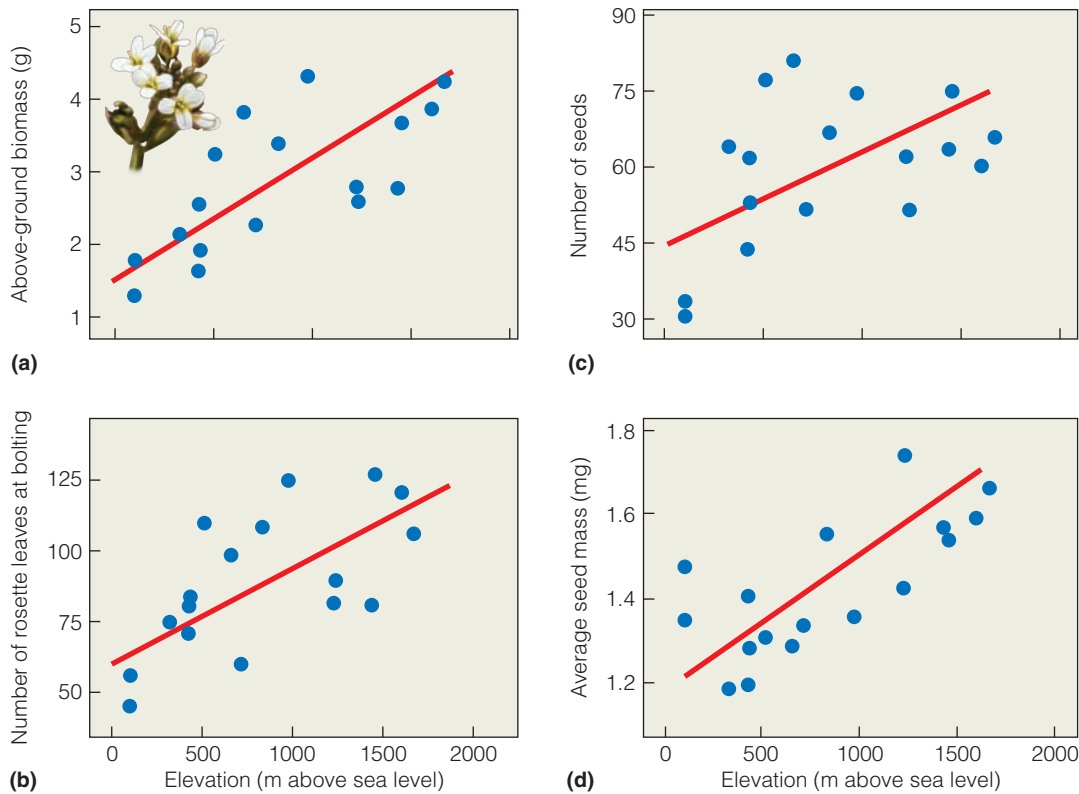 Above-ground biomass (g)
5
4
3
2
1
(a)
Number of seeds
90
75
60
45
30
(c)
Number of rosette leaves at bolting
125
100
75
50
0 500 1000 1500 2000
Elevation (m above sea level)
(b)
Average seed mass (mg)
1.8
1.6
1.4
1.2
0 500 1000 1500 2000
Elevation (m above sea level)
(d)